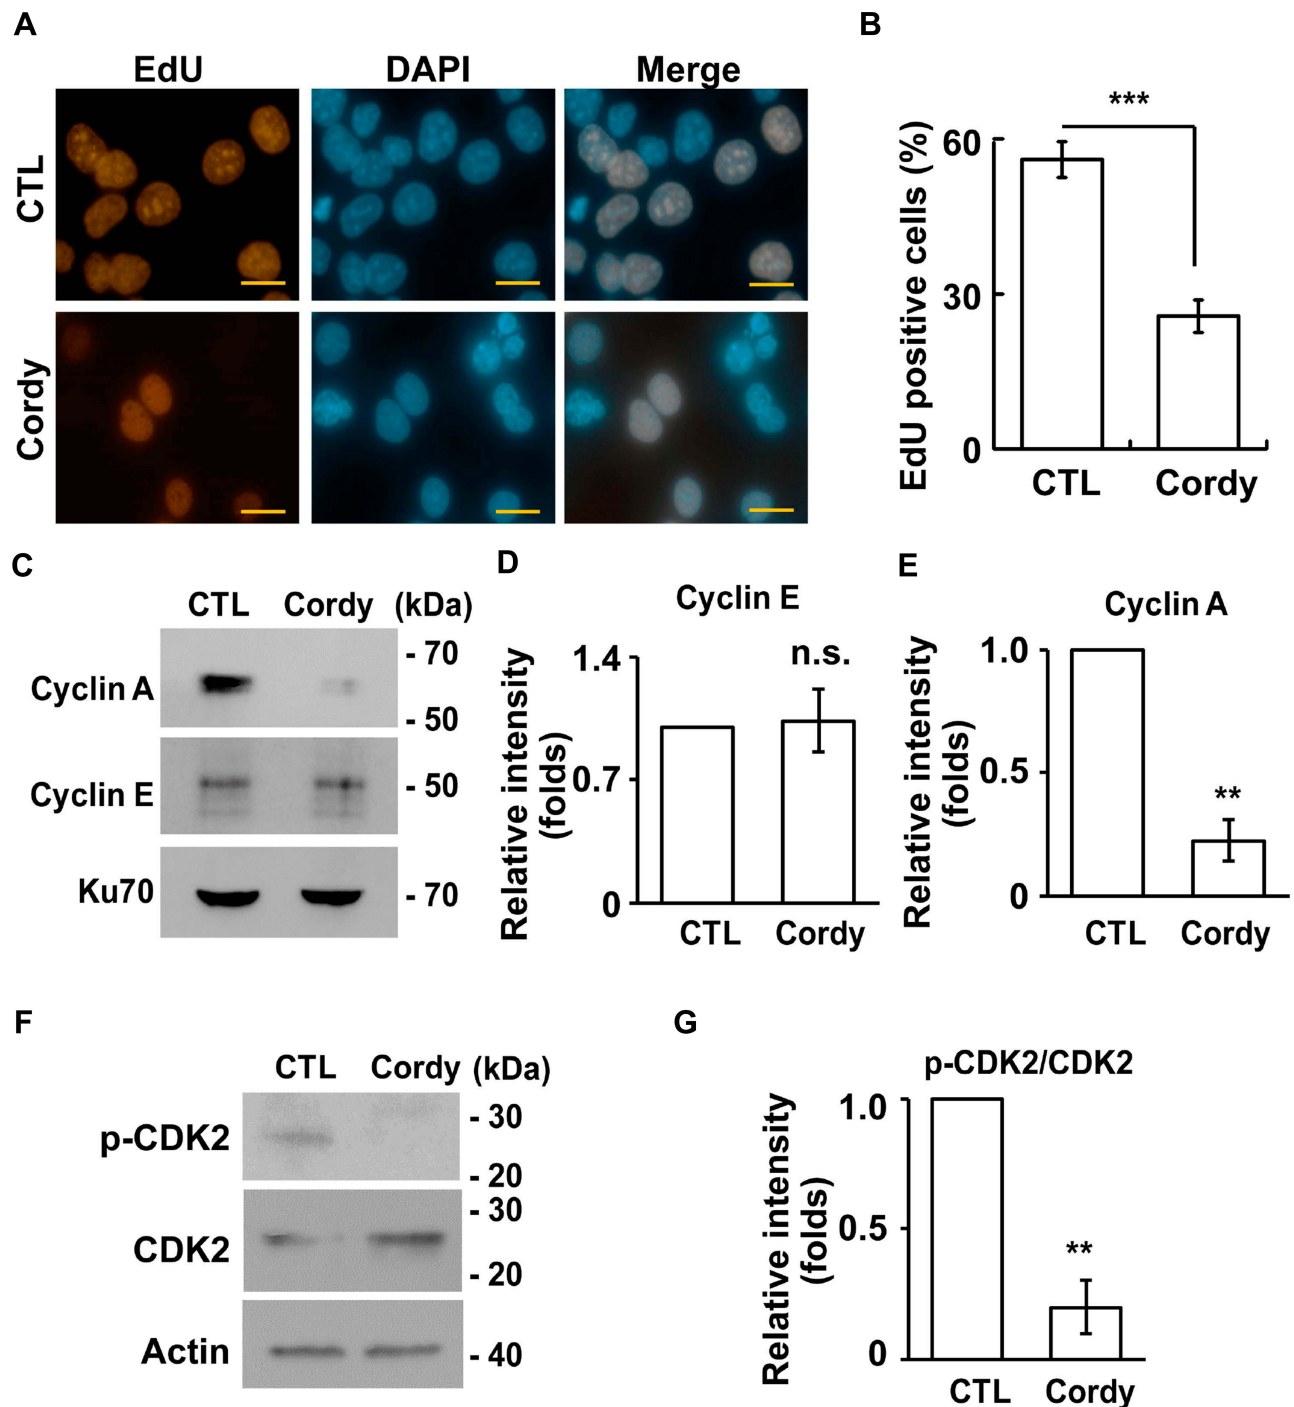 A
EdU DAPI Merge
CTL
Cordy
B
***
EdU positive cells (%)
60
30
0
CTL Cordy
C
CTL Cordy (kDa)
Cyclin A
- 70
- 50
Cyclin E
- 50
Ku70
- 70
D
Cyclin E
Relative intensity
(folds)
1.4
0.7
0
n.s.
CTL Cordy
E
Cyclin A
Relative intensity
(folds)
1.0
0.5
0
**
CTL Cordy
F
CTL Cordy (kDa)
p-CDK2
- 30
- 20
CDK2
- 30
- 20
Actin
- 40
G
p-CDK2/CDK2
Relative intensity
(folds)
1.0
0.5
0
**
CTL Cordy